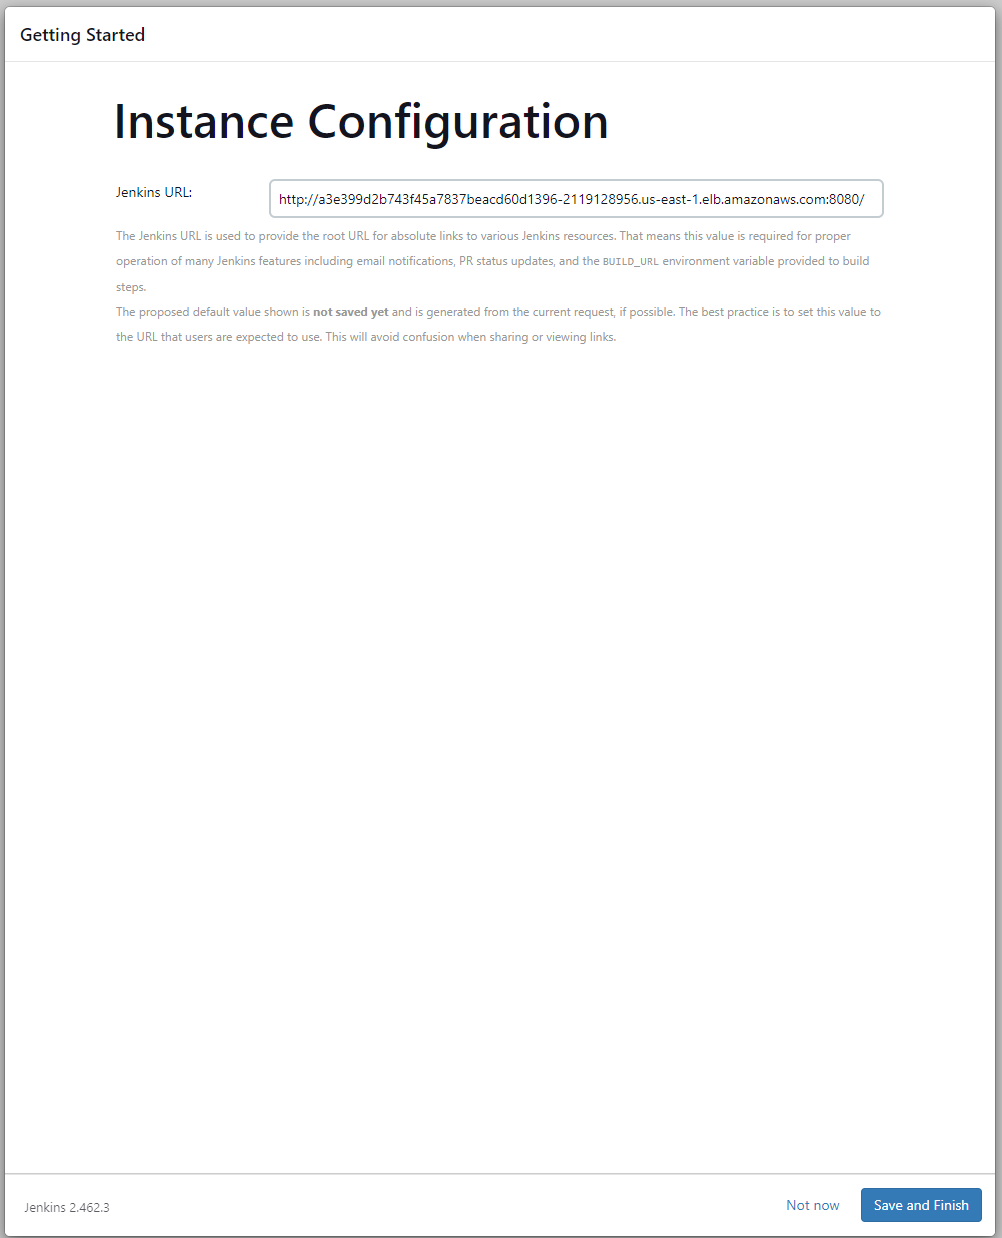 Getting Started
Instance Configuration
Jenkins URL:
http://a3e399d2b743f45a7837beacd60d1396-2119128956.us-east-1.elb.amazonaws.com:8080/
The Jenkins URL is used to provide the root URL for absolute links to various Jenkins resources. That means this value is required for proper
operation of many Jenkins features including email notifications, PR status updates, and the BUILD_URL environment variable provided to build
steps.
The proposed default value shown is not saved yet and is generated from the current request, if possible. The best practice is to set this value to
the URL that users are expected to use. This will avoid confusion when sharing or viewing links.
Jenkins 2.462.3
Not now
Save and Finish